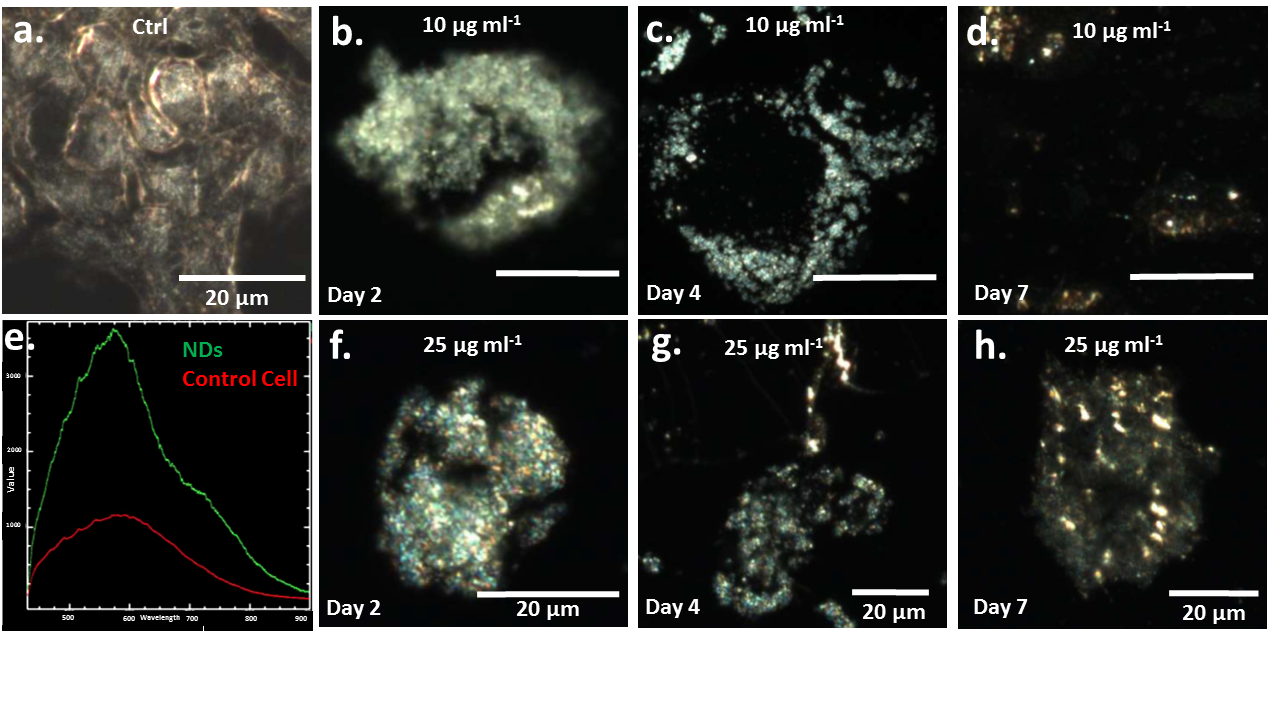 a.
Ctrl
20 µm
b.
10 µg ml-1
Day 2
c.
10 µg ml-1
Day 4
d.
10 µg ml-1
Day 7
e.
NDs
Control Cell
Value
3000
2000
1000
500
600
Wavelength
700
800
900
f.
25 µg ml-1
Day 2
20 µm
g.
25 µg ml-1
Day 4
20 µm
h.
25 µg ml-1
Day 7
20 µm